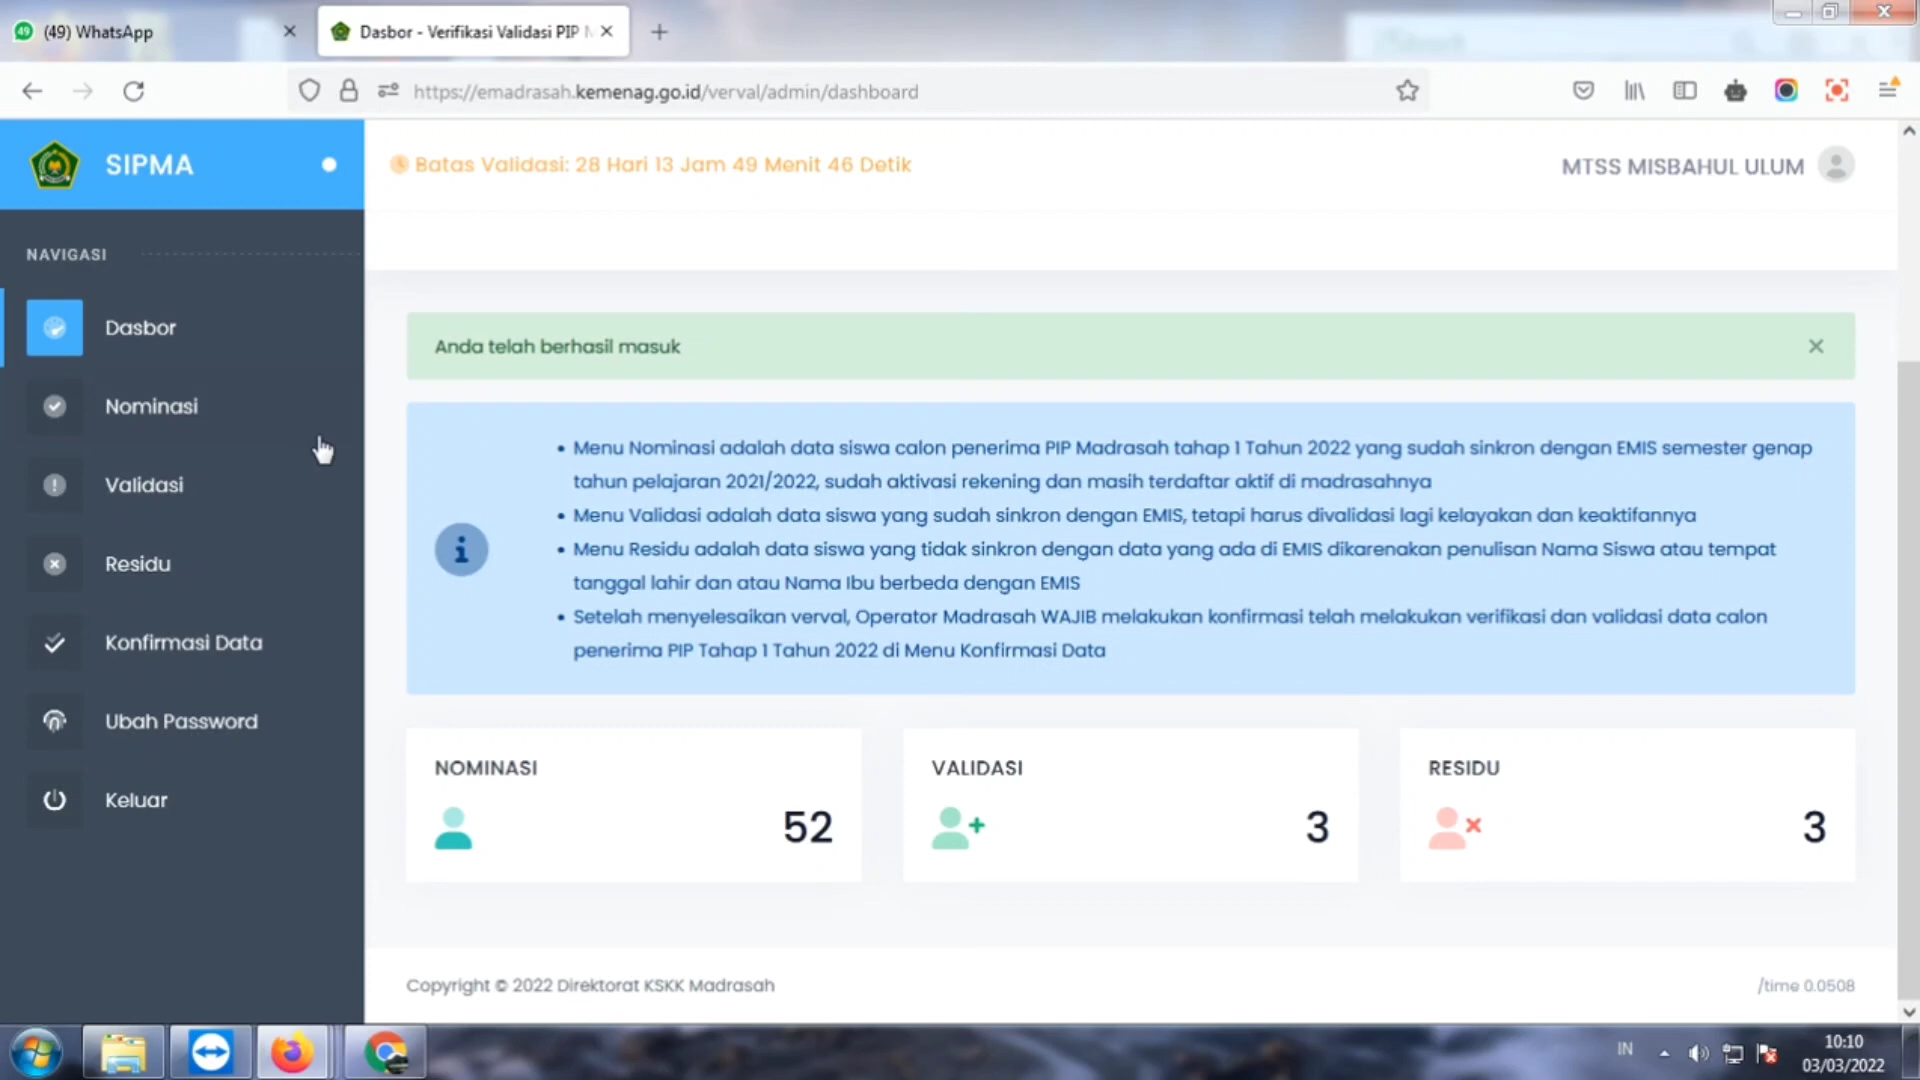 (49) WhatsApp
Dasbor - Verifikasi Validasi PIP
https://emadrasah.kemenag.go.id/verval/admin/dashboard
SIPMA
Batas Validasi: 28 Hari 13 Jam 49 Menit 46 Detik
MTSS MISBAHUL ULUM
NAVIGASI
Dasbor
Nominasi
Validasi
Residu
Konfirmasi Data
Ubah Password
Keluar
Anda telah berhasil masuk
• Menu Nominasi adalah data siswa calon penerima PIP Madrasah tahap 1 Tahun 2022 yang sudah sinkron dengan EMIS semester genap
tahun pelajaran 2021/2022, sudah aktivasi rekening dan masih terdaftar aktif di madrasahnya
• Menu Validasi adalah data siswa yang sudah sinkron dengan EMIS, tetapi harus divalidasi lagi kelayakan dan keaktifannya
• Menu Residu adalah data siswa yang tidak sinkron dengan data yang ada di EMIS dikarenakan penulisan Nama Siswa atau tempat
tanggal lahir dan atau Nama Ibu berbeda dengan EMIS
• Setelah menyelesaikan verval, Operator Madrasah WAJIB melakukan konfirmasi telah melakukan verifikasi dan validasi data calon
penerima PIP Tahap 1 Tahun 2022 di Menu Konfirmasi Data
NOMINASI
52
VALIDASI
3
RESIDU
3
Copyright © 2022 Direktorat KSKK Madrasah
/time 0.0508
IN
10:10
03/03/2022